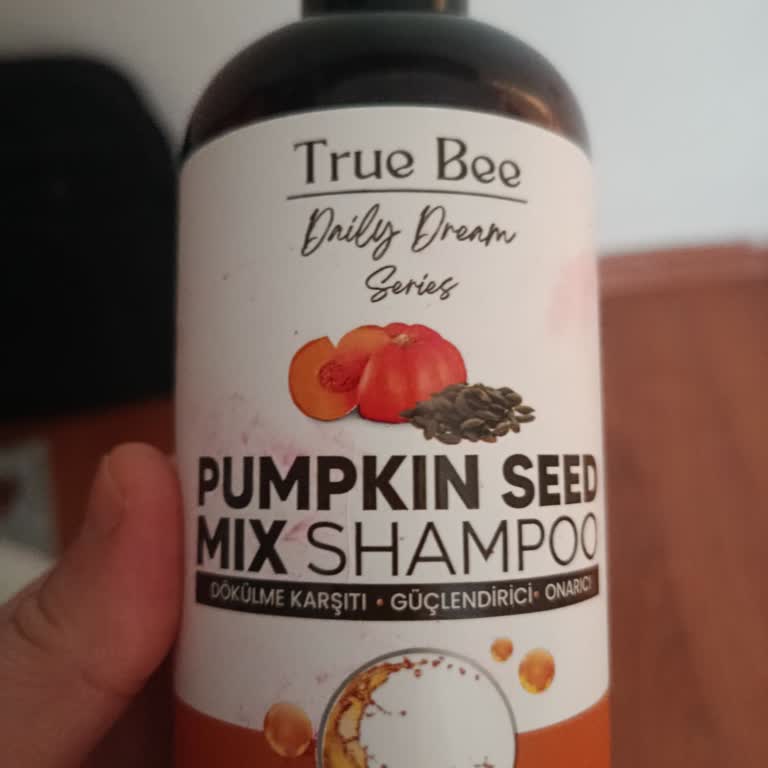 True Bee
Daily Dream
Series
PUMPKIN SEED
MIX SHAMPOO
DÖKÜLME KARŞITI • GÜÇLENDİRİCİ • ONARICI